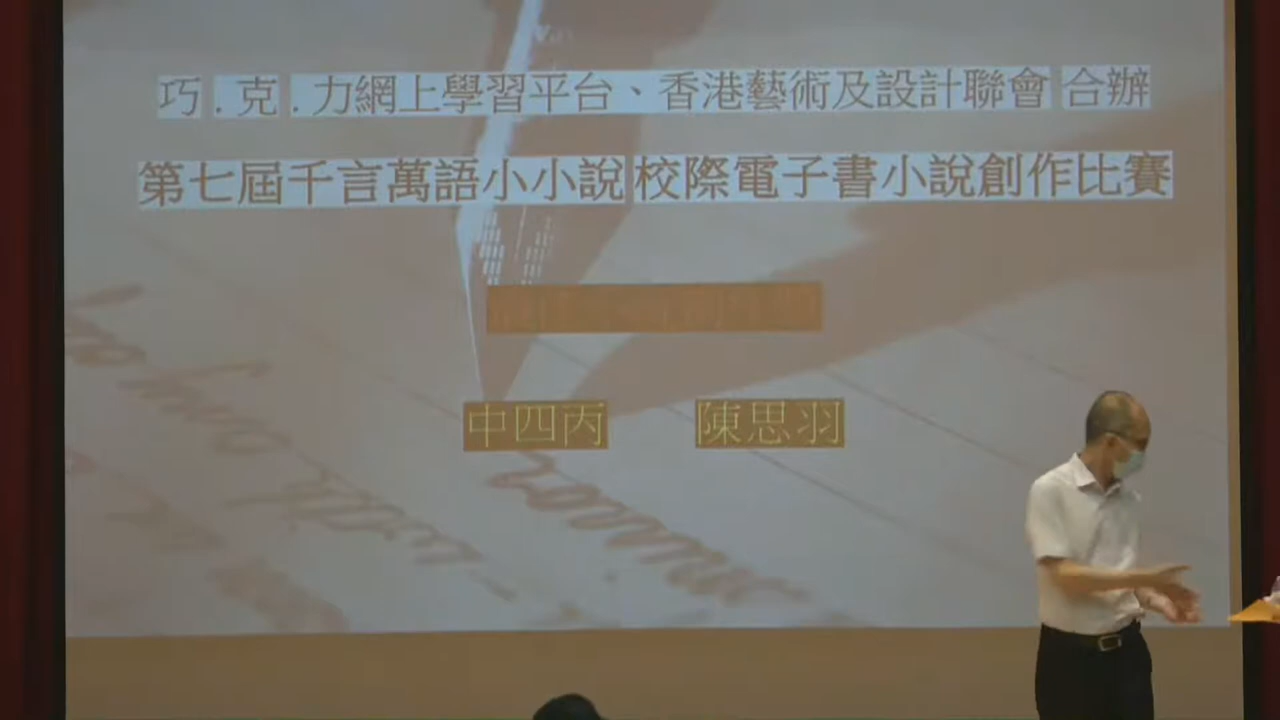 巧.克.力網上學習平台、香港藝術及設計聯會 合辦
第七屆千言萬語小小說 校際電子書小說創作比賽
中四丙 陳思羽